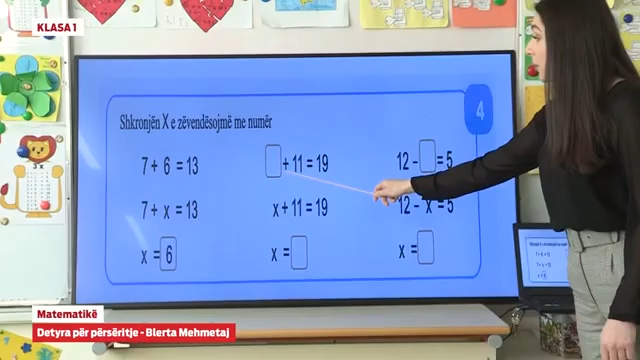 KLASA 1
4
Shkronjën X e zëvendësojmë me numër
7 + 6 = 13
7 + x = 13
x = 6
+ 11 = 19
x + 11 = 19
x =
12 - = 5
12 - x = 5
x =
Matematikë
Detyra për përsëritje - Blerta Mehmetaj